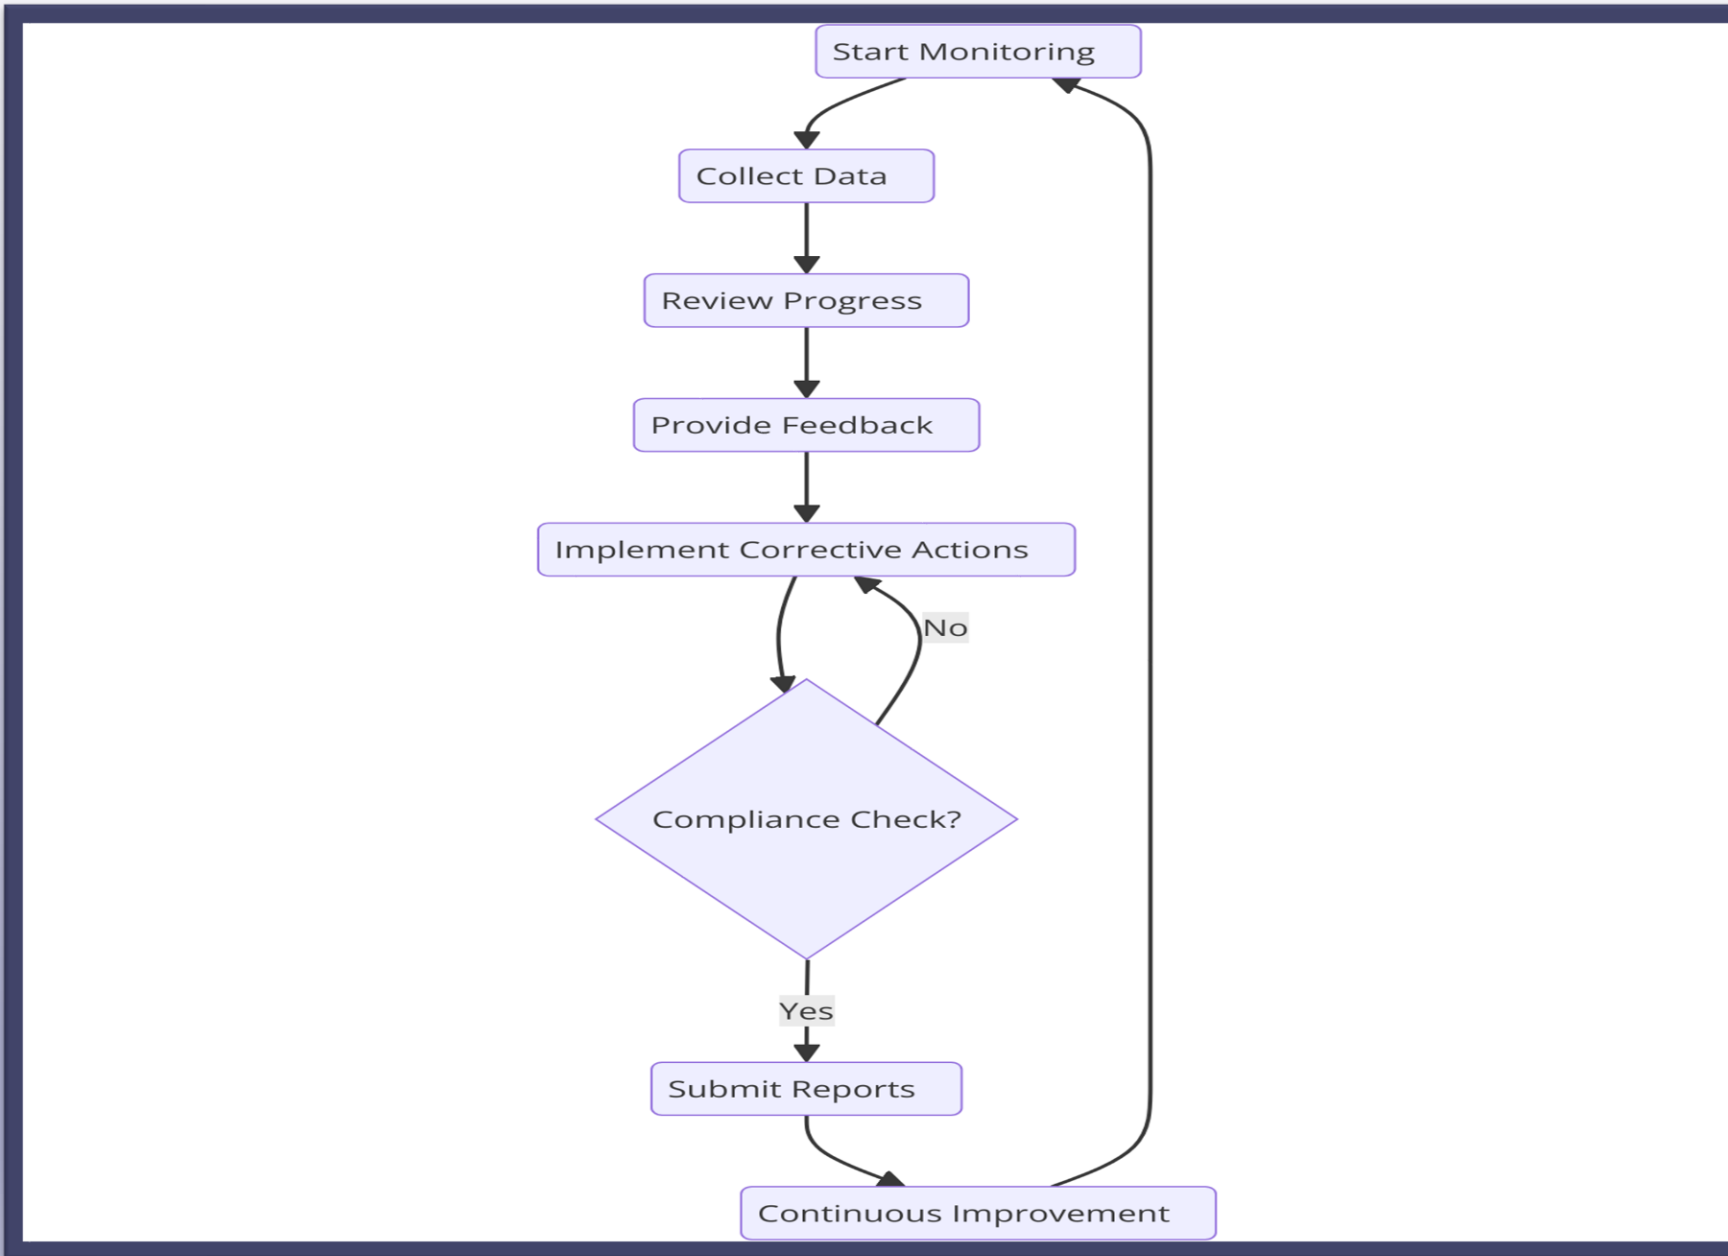 Start Monitoring
Collect Data
Review Progress
Provide Feedback
Implement Corrective Actions
No
Compliance Check?
Yes
Submit Reports
Continuous Improvement